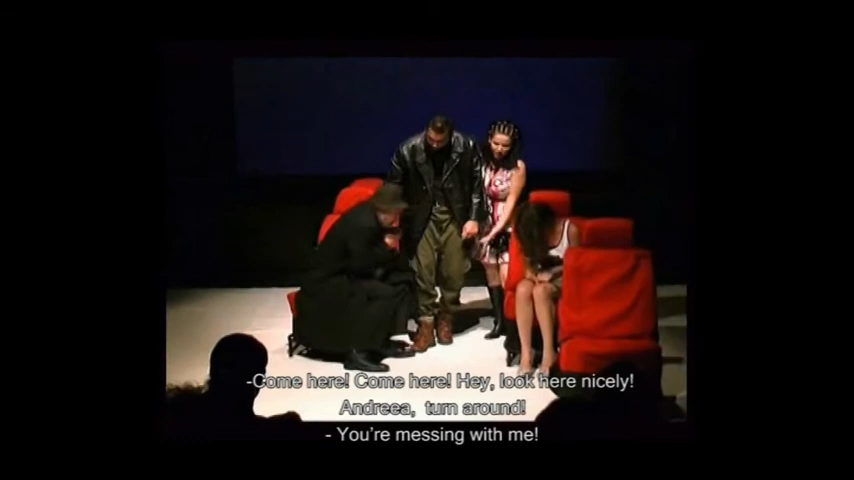 -Come here! Come here! Hey, look here nicely!
Andreea, turn around!
- You're messing with me!